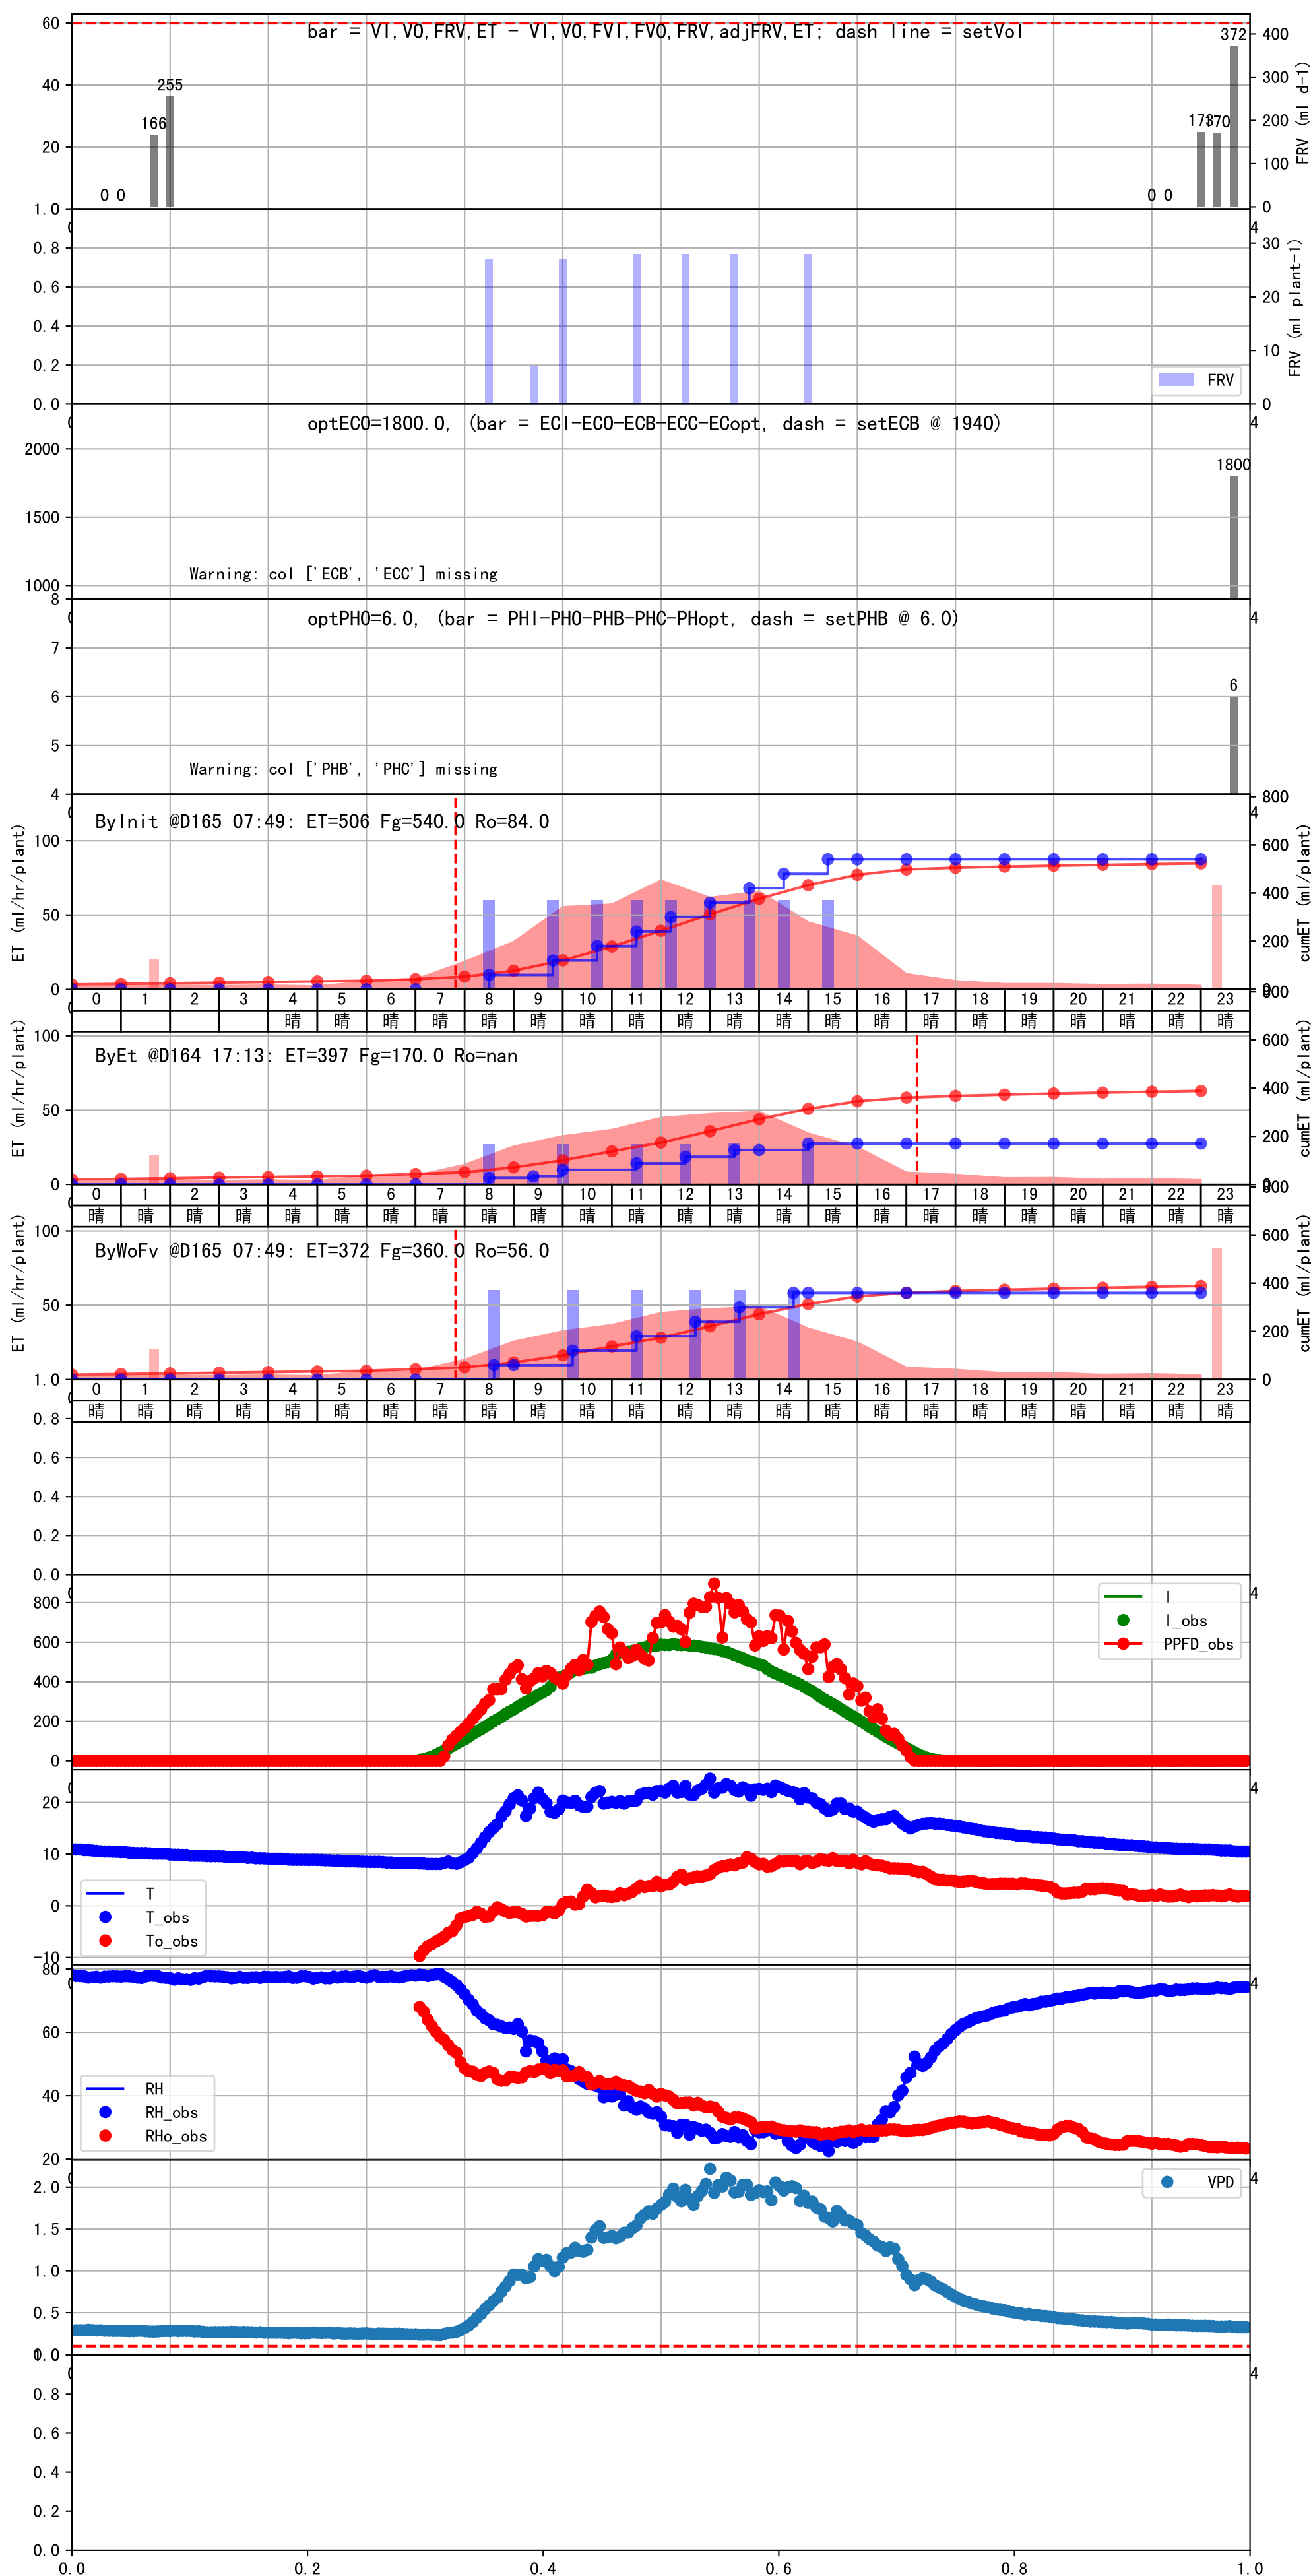 bar = VI,VO,FRV,ET - VI,VO,FVI,FVO,FRV,adjFRV,ET; dash line = setVol
60
40
20
1.0
400
300
200
100
0
FRV (ml d-1)
0 0
166
255
0 0
173
170
372
0.8
0.6
0.4
0.2
0.0
30
20
10
0
FRV (ml plant-1)
FRV
4
optECO=1800.0, (bar = ECI-ECO-ECB-ECC-ECopt, dash = setECB @ 1940)
2000
1500
1000
1800
Warning: col ['ECB', 'ECC'] missing
4
optPHO=6.0, (bar = PHI-PHO-PHB-PHC-PHopt, dash = setPHB @ 6.0)
8
7
6
5
4
6
Warning: col ['PHB', 'PHC'] missing
4
ByInit @D165 07:49: ET=506 Fg=540.0 Ro=84.0
ET (ml/hr/plant)
100
50
0
800
600
400
200
0
cumET (ml/plant)
0 1 2 3 4 5 6 7 8 9 10 11 12 13 14 15 16 17 18 19 20 21 22 23
晴 晴 晴 晴 晴 晴 晴 晴 晴 晴 晴 晴 晴 晴 晴 晴 晴 晴 晴 晴
ByEt @D164 17:13: ET=397 Fg=170.0 Ro=nan
ET (ml/hr/plant)
100
50
0
600
400
200
0
cumET (ml/plant)
0 1 2 3 4 5 6 7 8 9 10 11 12 13 14 15 16 17 18 19 20 21 22 23
晴 晴 晴 晴 晴 晴 晴 晴 晴 晴 晴 晴 晴 晴 晴 晴 晴 晴 晴 晴 晴 晴 晴 晴
ByWoFv @D165 07:49: ET=372 Fg=360.0 Ro=56.0
ET (ml/hr/plant)
100
50
1.0
600
400
200
0
cumET (ml/plant)
0 1 2 3 4 5 6 7 8 9 10 11 12 13 14 15 16 17 18 19 20 21 22 23
晴 晴 晴 晴 晴 晴 晴 晴 晴 晴 晴 晴 晴 晴 晴 晴 晴 晴 晴 晴 晴 晴 晴 晴
0.8
0.6
0.4
0.2
0.0
4
800
600
400
200
0
I
I_obs
PPFD_obs
4
20
10
0
-10
T
T_obs
To_obs
4
80
60
40
20
RH
RH_obs
RHo_obs
4
2.0
1.5
1.0
0.5
VPD
4
0.8
0.6
0.4
0.2
0.0
0.0 0.2 0.4 0.6 0.8 1.0